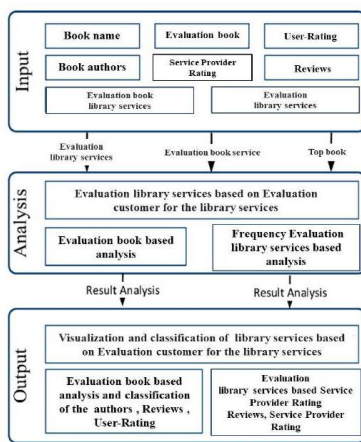 Input
Book name
Evaluation book
User-Rating
Book authors
Service Provider
Rating
Reviews
Evaluation book
library services
Evaluation
library services
Evaluation
library services
Evaluation book service
Top book
Analysis
Evaluation library services based on Evaluation
customer for the library services
Evaluation book based
analysis
Frequency Evaluation
library services based
analysis
Result Analysis
Result Analysis
Output
Visualization and classification of library services based
on Evaluation customer for the library services
Evaluation book based
analysis and classification
of the authors , Reviews ,
User-Rating
Evaluation
library services based Service
Provider Rating
Reviews, Service Provider
Rating